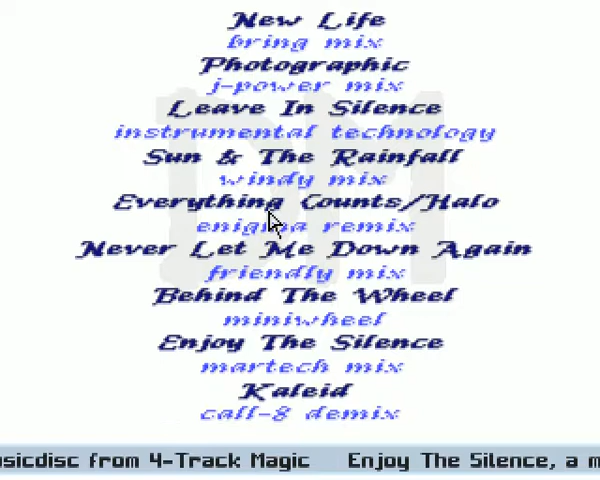 New Life
bring mix
Photographic
j-power mix
Leave In Silence
instrumental technology
Sun & The Rainfall
windy mix
Everything Counts/Halo
enigma remix
Never Let Me Down Again
friendly mix
Behind The Wheel
miniwheel
Enjoy The Silence
martech mix
Kaleid
call-8 demix
DM
usicdisc from 4-Track Magic Enjoy The Silence, a m